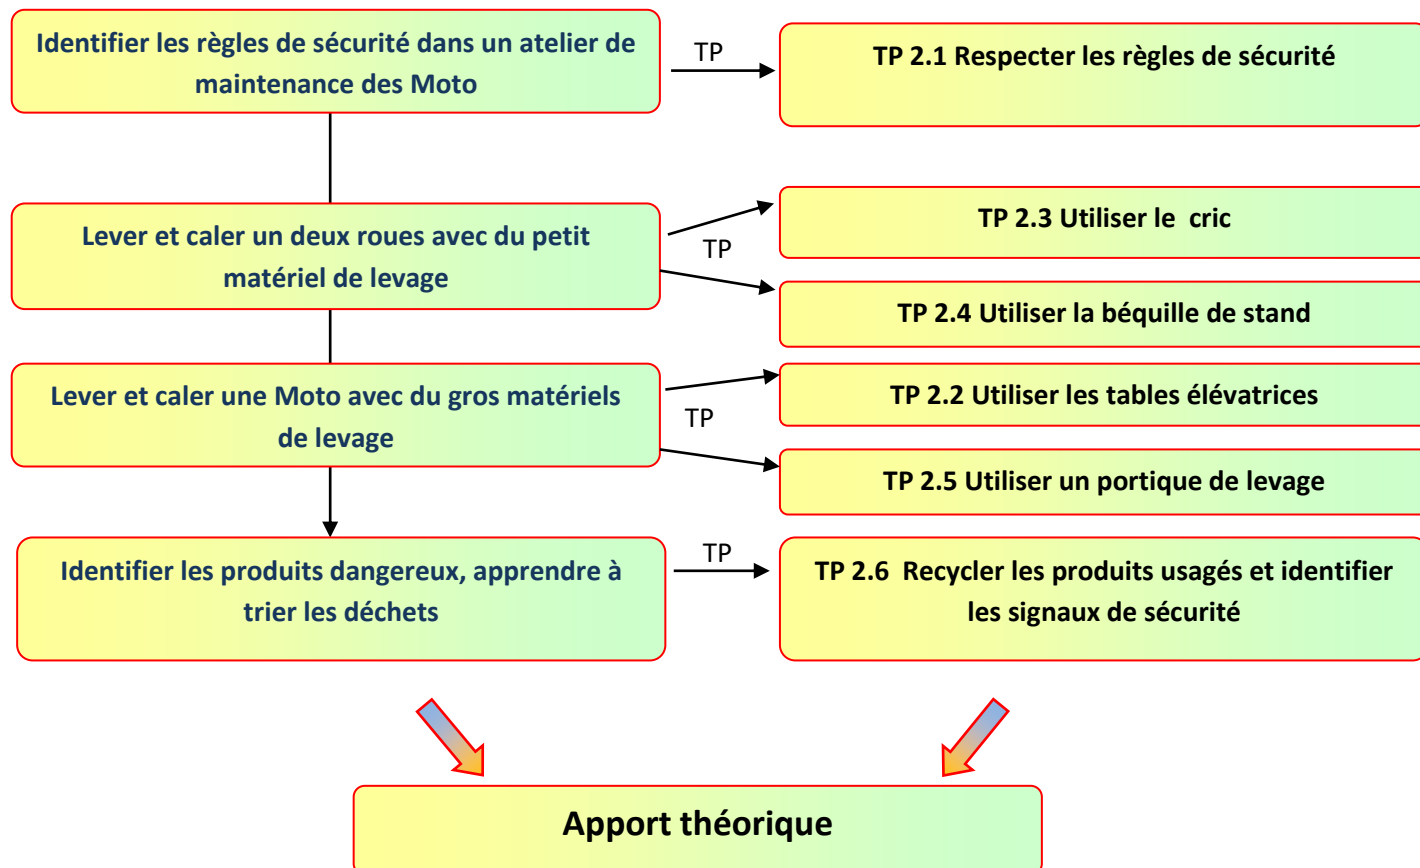 Identifier les règles de sécurité dans un atelier de
maintenance des Moto
TP
TP 2.1 Respecter les règles de sécurité
Lever et caler un deux roues avec du petit
matériel de levage
TP
TP 2.3 Utiliser le cric
TP 2.4 Utiliser la béquille de stand
Lever et caler une Moto avec du gros matériels
de levage
TP
TP 2.2 Utiliser les tables élévatrices
TP 2.5 Utiliser un portique de levage
Identifier les produits dangereux, apprendre à
trier les déchets
TP
TP 2.6 Recycler les produits usagés et identifier
les signaux de sécurité
Apport théorique